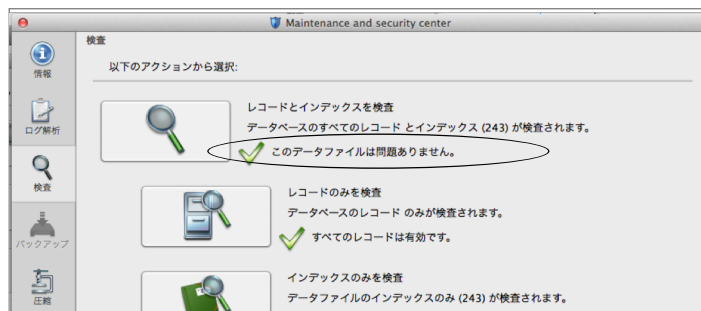 Maintenance and security center
検査
情報
以下のアクションから選択:
ログ解析
レコードとインデックスを検査
データベースのすべてのレコード とインデックス (243) が検査されます。
このデータファイルは問題ありません。
検査
レコードのみを検査
データベースのレコード のみが検査されます。
すべてのレコードは有効です。
バックアップ
圧縮
インデックスのみを検査
データファイルのインデックスのみ (243) が検査されます。